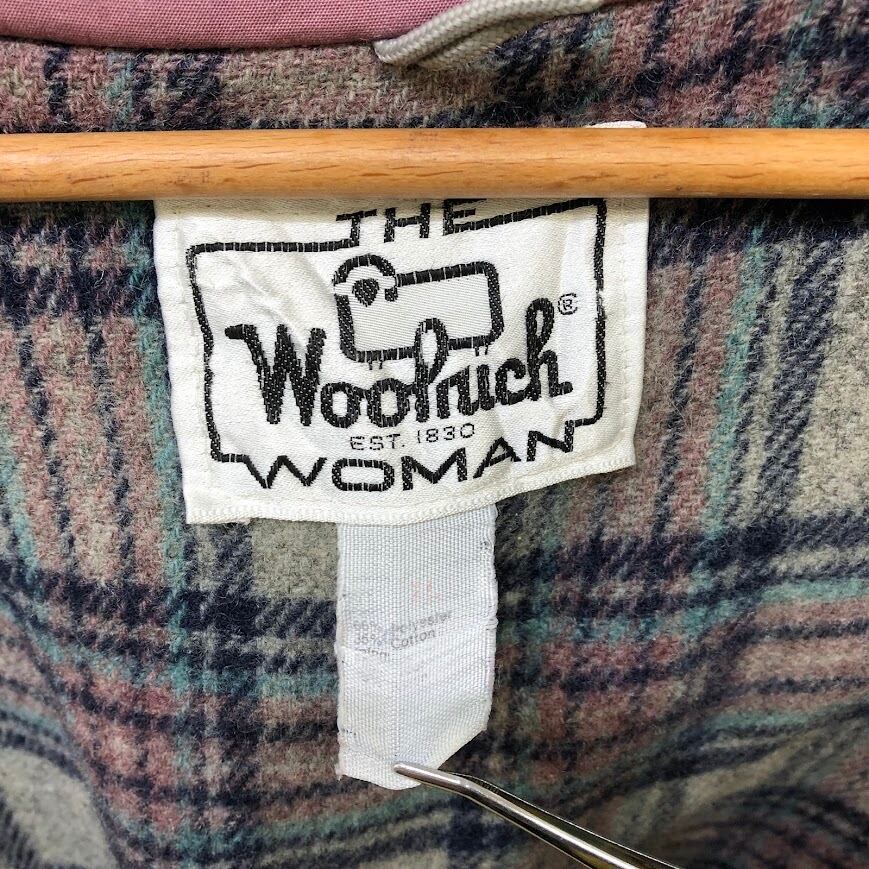 THE
Woolrich®
EST. 1830
WOMAN
Polyester
Cotton